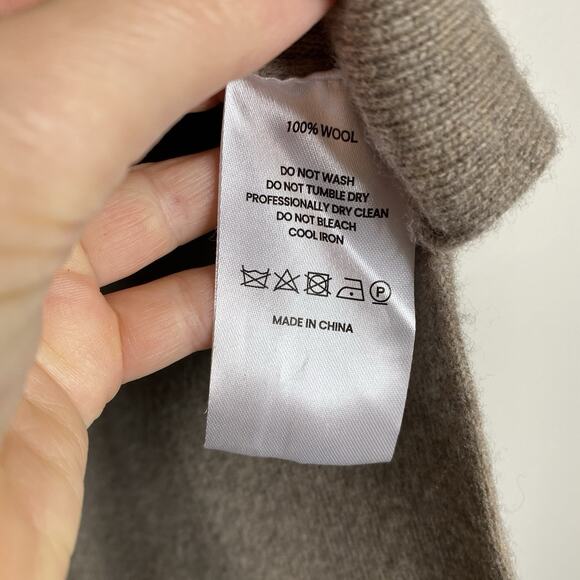 100% WOOL
DO NOT WASH
DO NOT TUMBLE DRY
PROFESSIONALLY DRY CLEAN
DO NOT BLEACH
COOL IRON
P
MADE IN CHINA